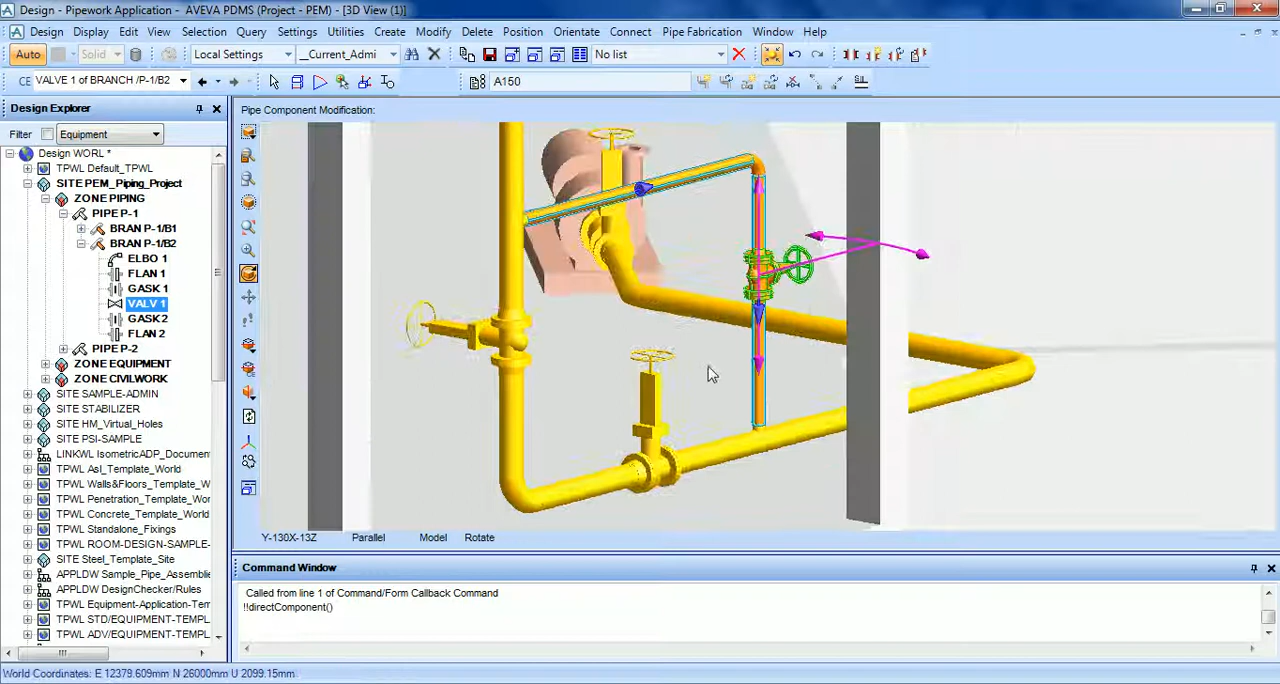 Design - Pipework Application - AVEVA PDMS (Project - PEM) - [3D View (1)]
Design Display Edit View Selection Query Settings Utilities Create Modify Delete Position Orientate Connect Pipe Fabrication Window Help
Auto Solid Local Settings __Current_Admi No list
CE VALVE 1 of BRANCH /P-1/B2 A150
Design Explorer
Pipe Component Modification:
Filter Equipment
Design WORL *
TPWL Default_TPWL
SITE PEM_Piping_Project
ZONE PIPING
PIPE P-1
BRAN P-1/B1
BRAN P-1/B2
ELBO 1
FLAN 1
GASK 1
VALV 1
GASK 2
FLAN 2
PIPE P-2
ZONE EQUIPMENT
ZONE CIVILWORK
SITE SAMPLE-ADMIN
SITE STABILIZER
SITE HM_Virtual_Holes
SITE PSI-SAMPLE
LINKWL IsometricADP_Document
TPWL Asl_Template_World
TPWL Walls&Floors_Template_W
TPWL Penetration_Template_Wo
TPWL Concrete_Template_World
TPWL Standalone_Fixings
TPWL ROOM-DESIGN-SAMPLE-
SITE Steel_Template_Site
APPLDW Sample_Pipe_Assemblie
APPLDW DesignChecker/Rules
TPWL Equipment-Application-Tem
TPWL STD/EQUIPMENT-TEMPL
TPWL ADV/EQUIPMENT-TEMPL
Y-130X-13Z Parallel Model Rotate
Command Window
Called from line 1 of Command/Form Callback Command
!!directComponent()
World Coordinates: E 12379.609mm N 26000mm U 2099.15mm